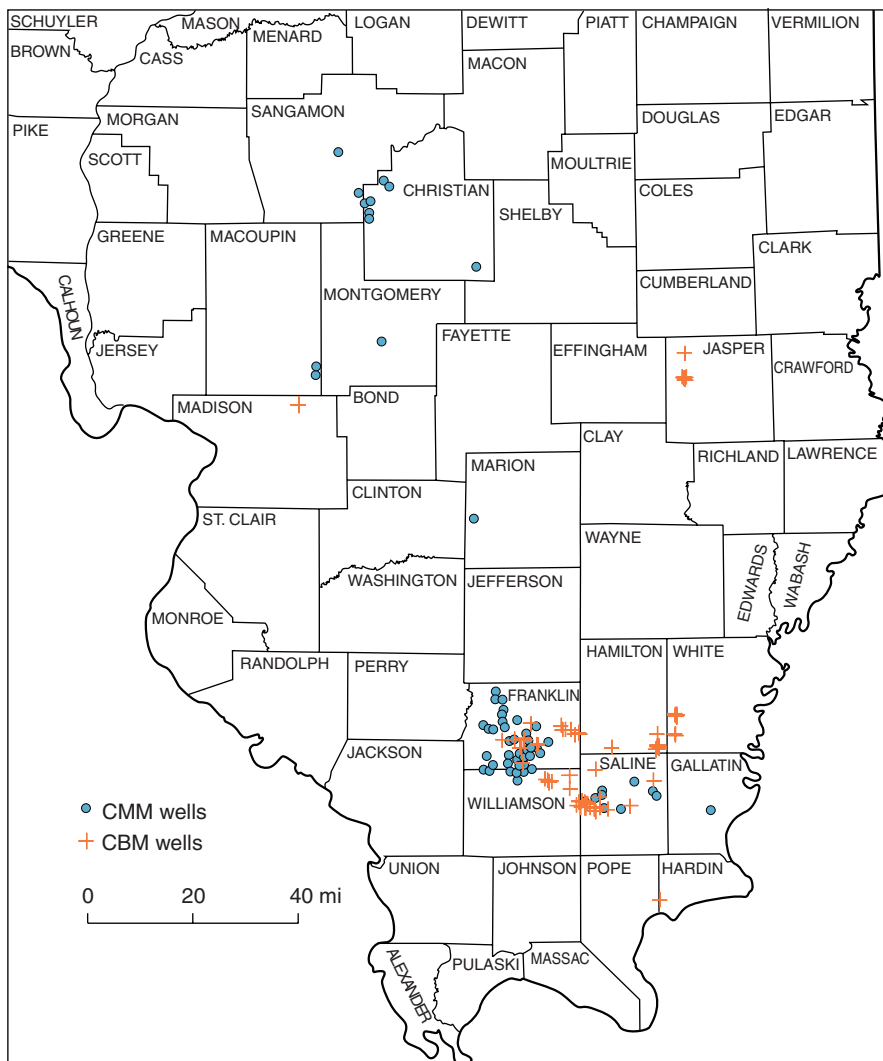 SCHUYLER
MASON
LOGAN
DEWITT
PIATT
CHAMPAIGN
VERMILION
BROWN
CASS
MENARD
MACON
SANGAMON
PIKE
MORGAN
DOUGLAS
EDGAR
SCOTT
MOULTRIE
CHRISTIAN
COLES
SHELBY
GREENE
MACOUPIN
CLARK
CALHOUN
MONTGOMERY
CUMBERLAND
JERSEY
FAYETTE
EFFINGHAM
JASPER
CRAWFORD
MADISON
BOND
CLAY
MARION
RICHLAND
LAWRENCE
CLINTON
ST. CLAIR
WAYNE
EDWARDS
WABASH
WASHINGTON
JEFFERSON
MONROE
RANDOLPH
PERRY
HAMILTON
WHITE
FRANKLIN
JACKSON
SALINE
GALLATIN
WILLIAMSON
CMM wells
CBM wells
UNION
JOHNSON
POPE
HARDIN
0 20 40 mi
ALEXANDER
PULASKI
MASSAC